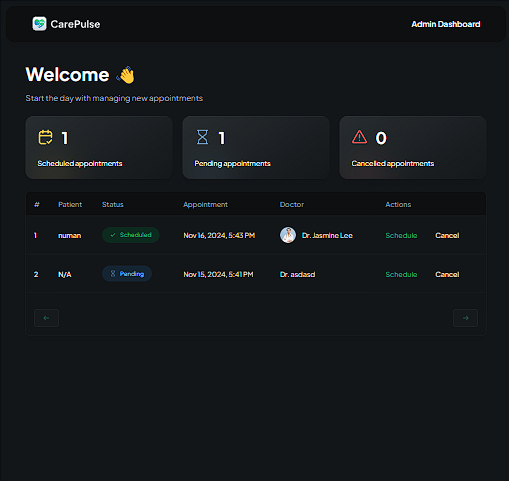 CarePulse Admin Dashboard
Welcome 👋
Start the day with managing new appointments
1 1 0
Scheduled appointments Pending appointments Cancelled appointments
# Patient Status Appointment Doctor Actions
1 numan Scheduled Nov 16, 2024, 5:43 PM Dr. Jasmine Lee Schedule Cancel
2 N/A Pending Nov 15, 2024, 5:41 PM Dr. asdasd Schedule Cancel